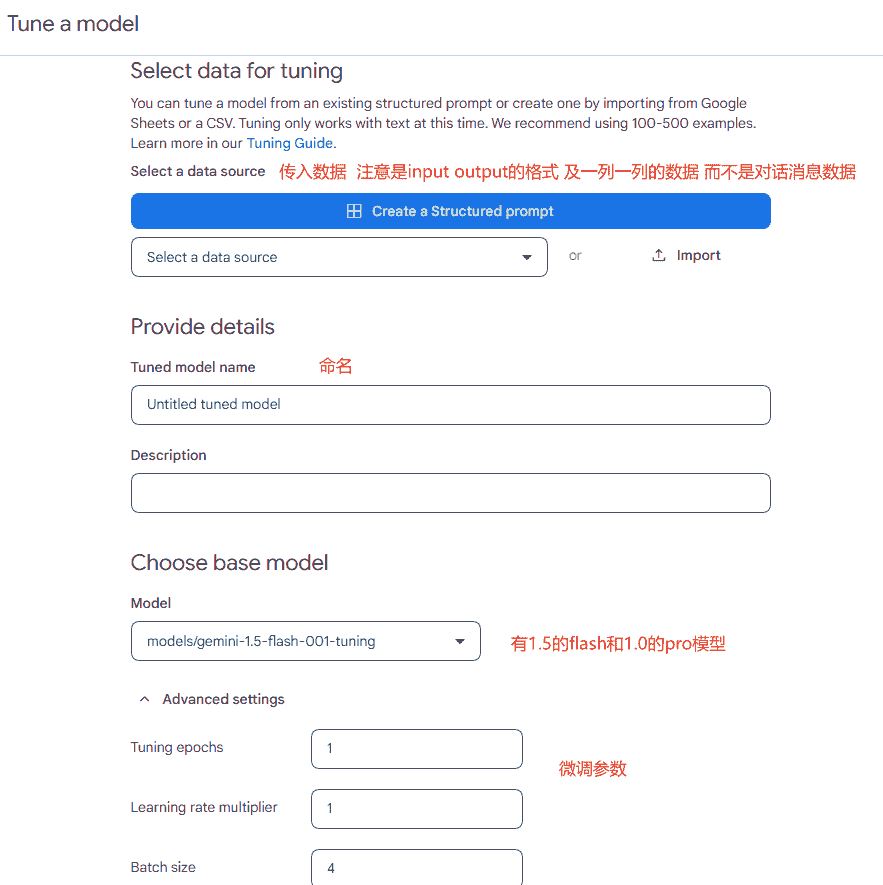 Tune a model
Select data for tuning
You can tune a model from an existing structured prompt or create one by importing from Google
Sheets or a CSV. Tuning only works with text at this time. We recommend using 100-500 examples.
Learn more in our Tuning Guide.
Select a data source 传入数据 注意是input output的格式 及一列一列的数据 而不是对话消息数据
Create a Structured prompt
Select a data source or Import
Provide details
Tuned model name 命名
Untitled tuned model
Description
Choose base model
Model
models/gemini-1.5-flash-001-tuning 有1.5的flash和1.0的pro模型
Advanced settings
Tuning epochs 1
微调参数
Learning rate multiplier 1
Batch size 4